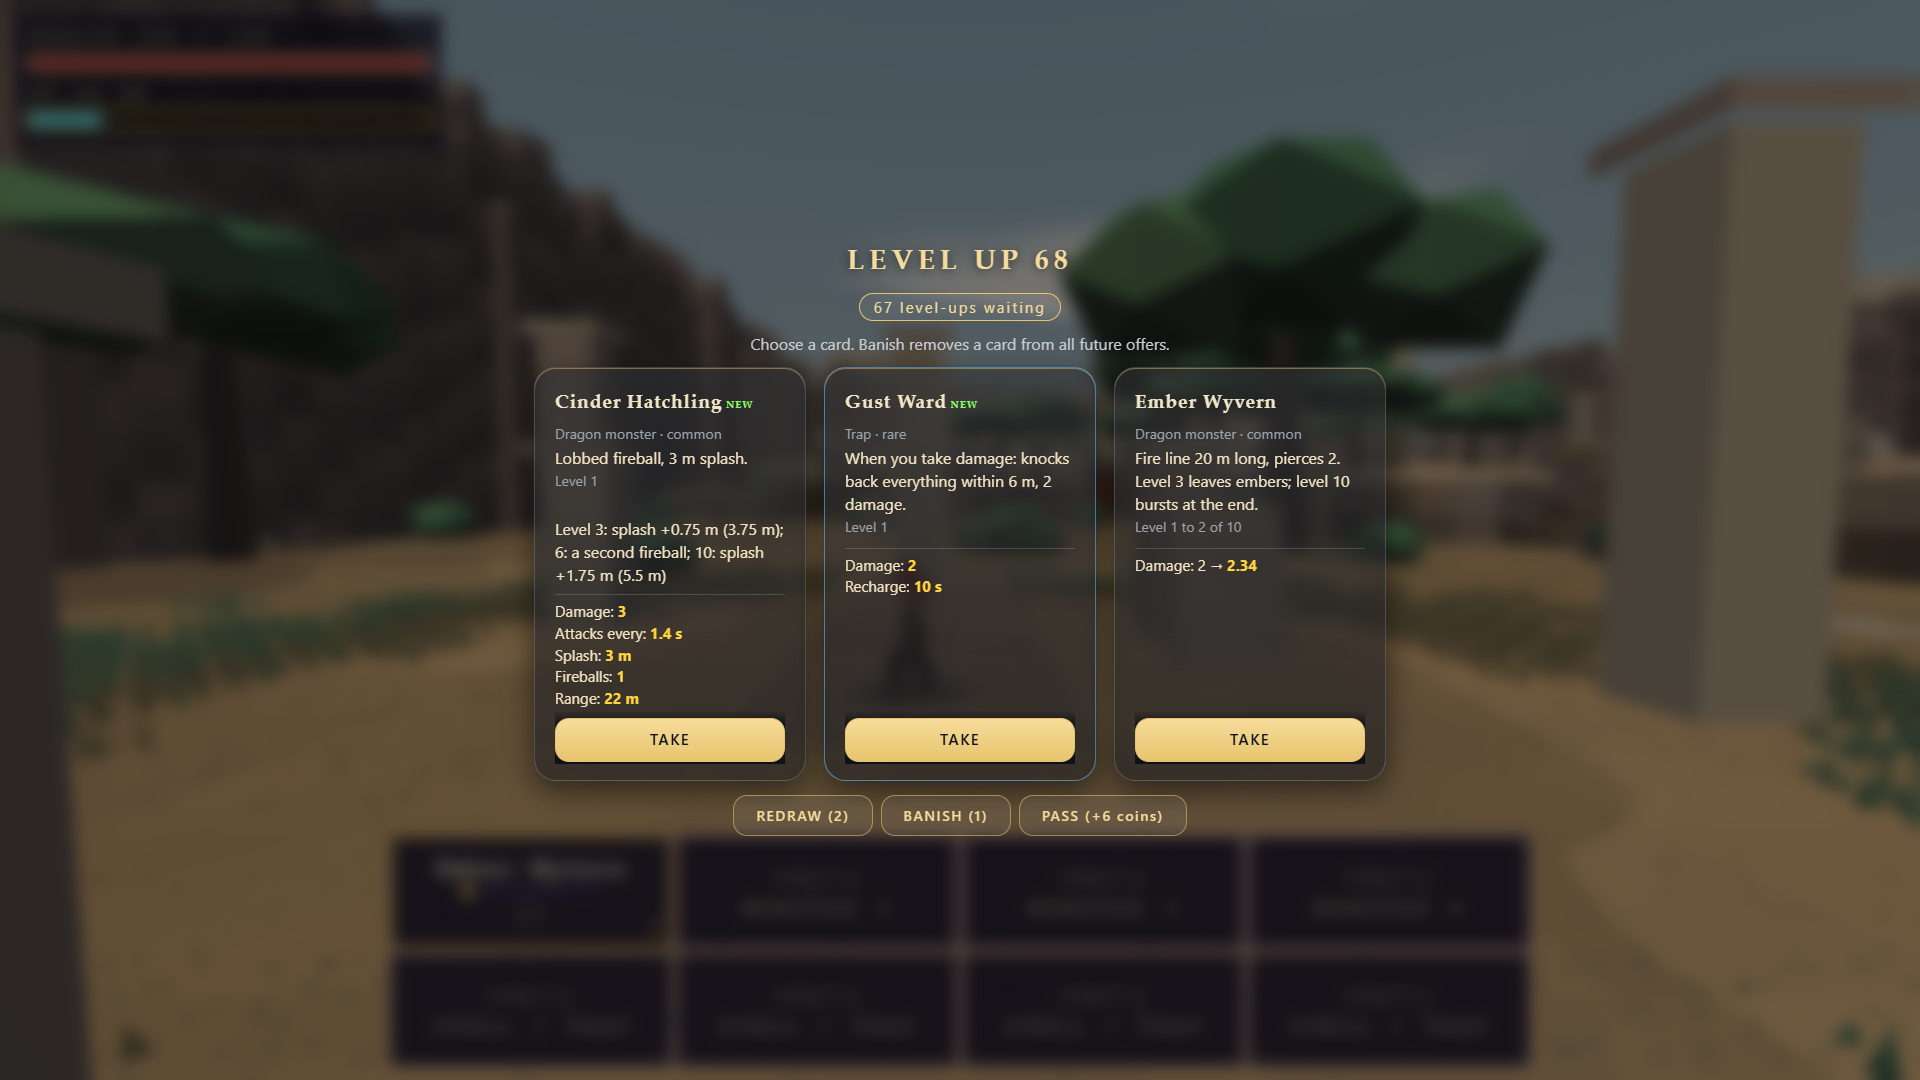 LEVEL UP 68
67 level-ups waiting
Choose a card. Banish removes a card from all future offers.
Cinder Hatchling NEW
Dragon monster · common
Lobbed fireball, 3 m splash.
Level 1
Level 3: splash +0.75 m (3.75 m);
6: a second fireball; 10: splash
+1.75 m (5.5 m)
Damage: 3
Attacks every: 1.4 s
Splash: 3 m
Fireballs: 1
Range: 22 m
TAKE
Gust Ward NEW
Trap · rare
When you take damage: knocks
back everything within 6 m, 2
damage.
Level 1
Damage: 2
Recharge: 10 s
TAKE
Ember Wyvern
Dragon monster · common
Fire line 20 m long, pierces 2.
Level 3 leaves embers; level 10
bursts at the end.
Level 1 to 2 of 10
Damage: 2 → 2.34
TAKE
REDRAW (2)
BANISH (1)
PASS (+6 coins)